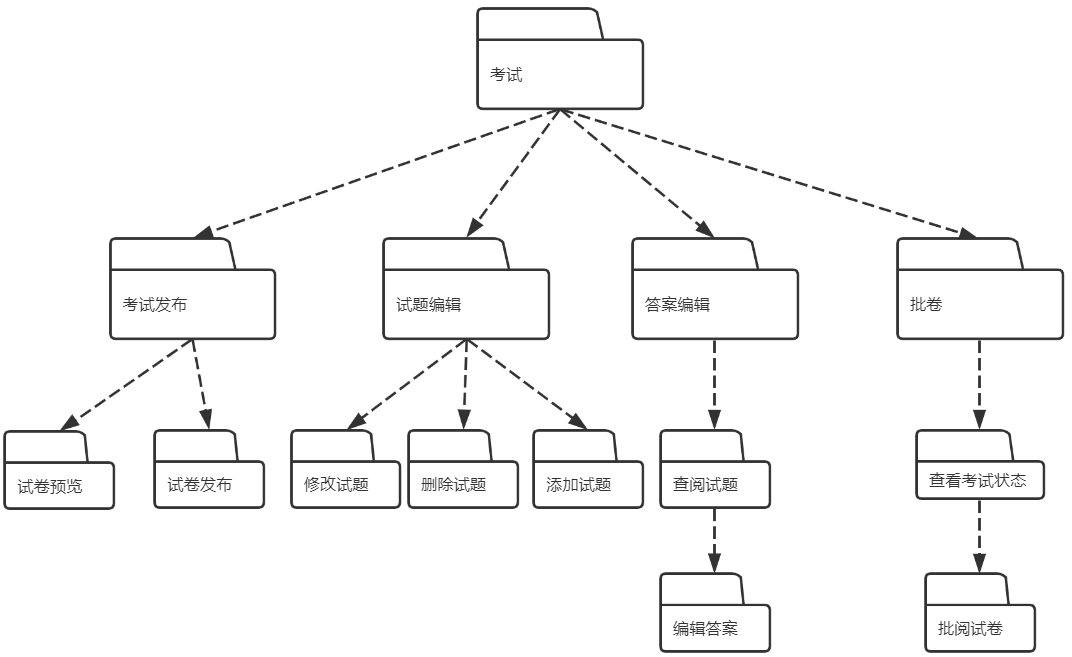 考试
考试发布
试题编辑
答案编辑
批卷
试卷预览
试卷发布
修改试题
删除试题
添加试题
查阅试题
查看考试状态
编辑答案
批阅试卷